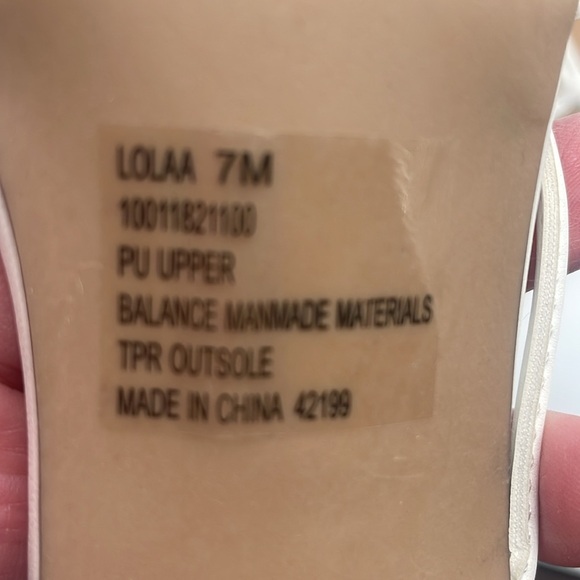 LOLAA 7M
10011821100
PU UPPER
BALANCE MANMADE MATERIALS
TPR OUTSOLE
MADE IN CHINA 42199